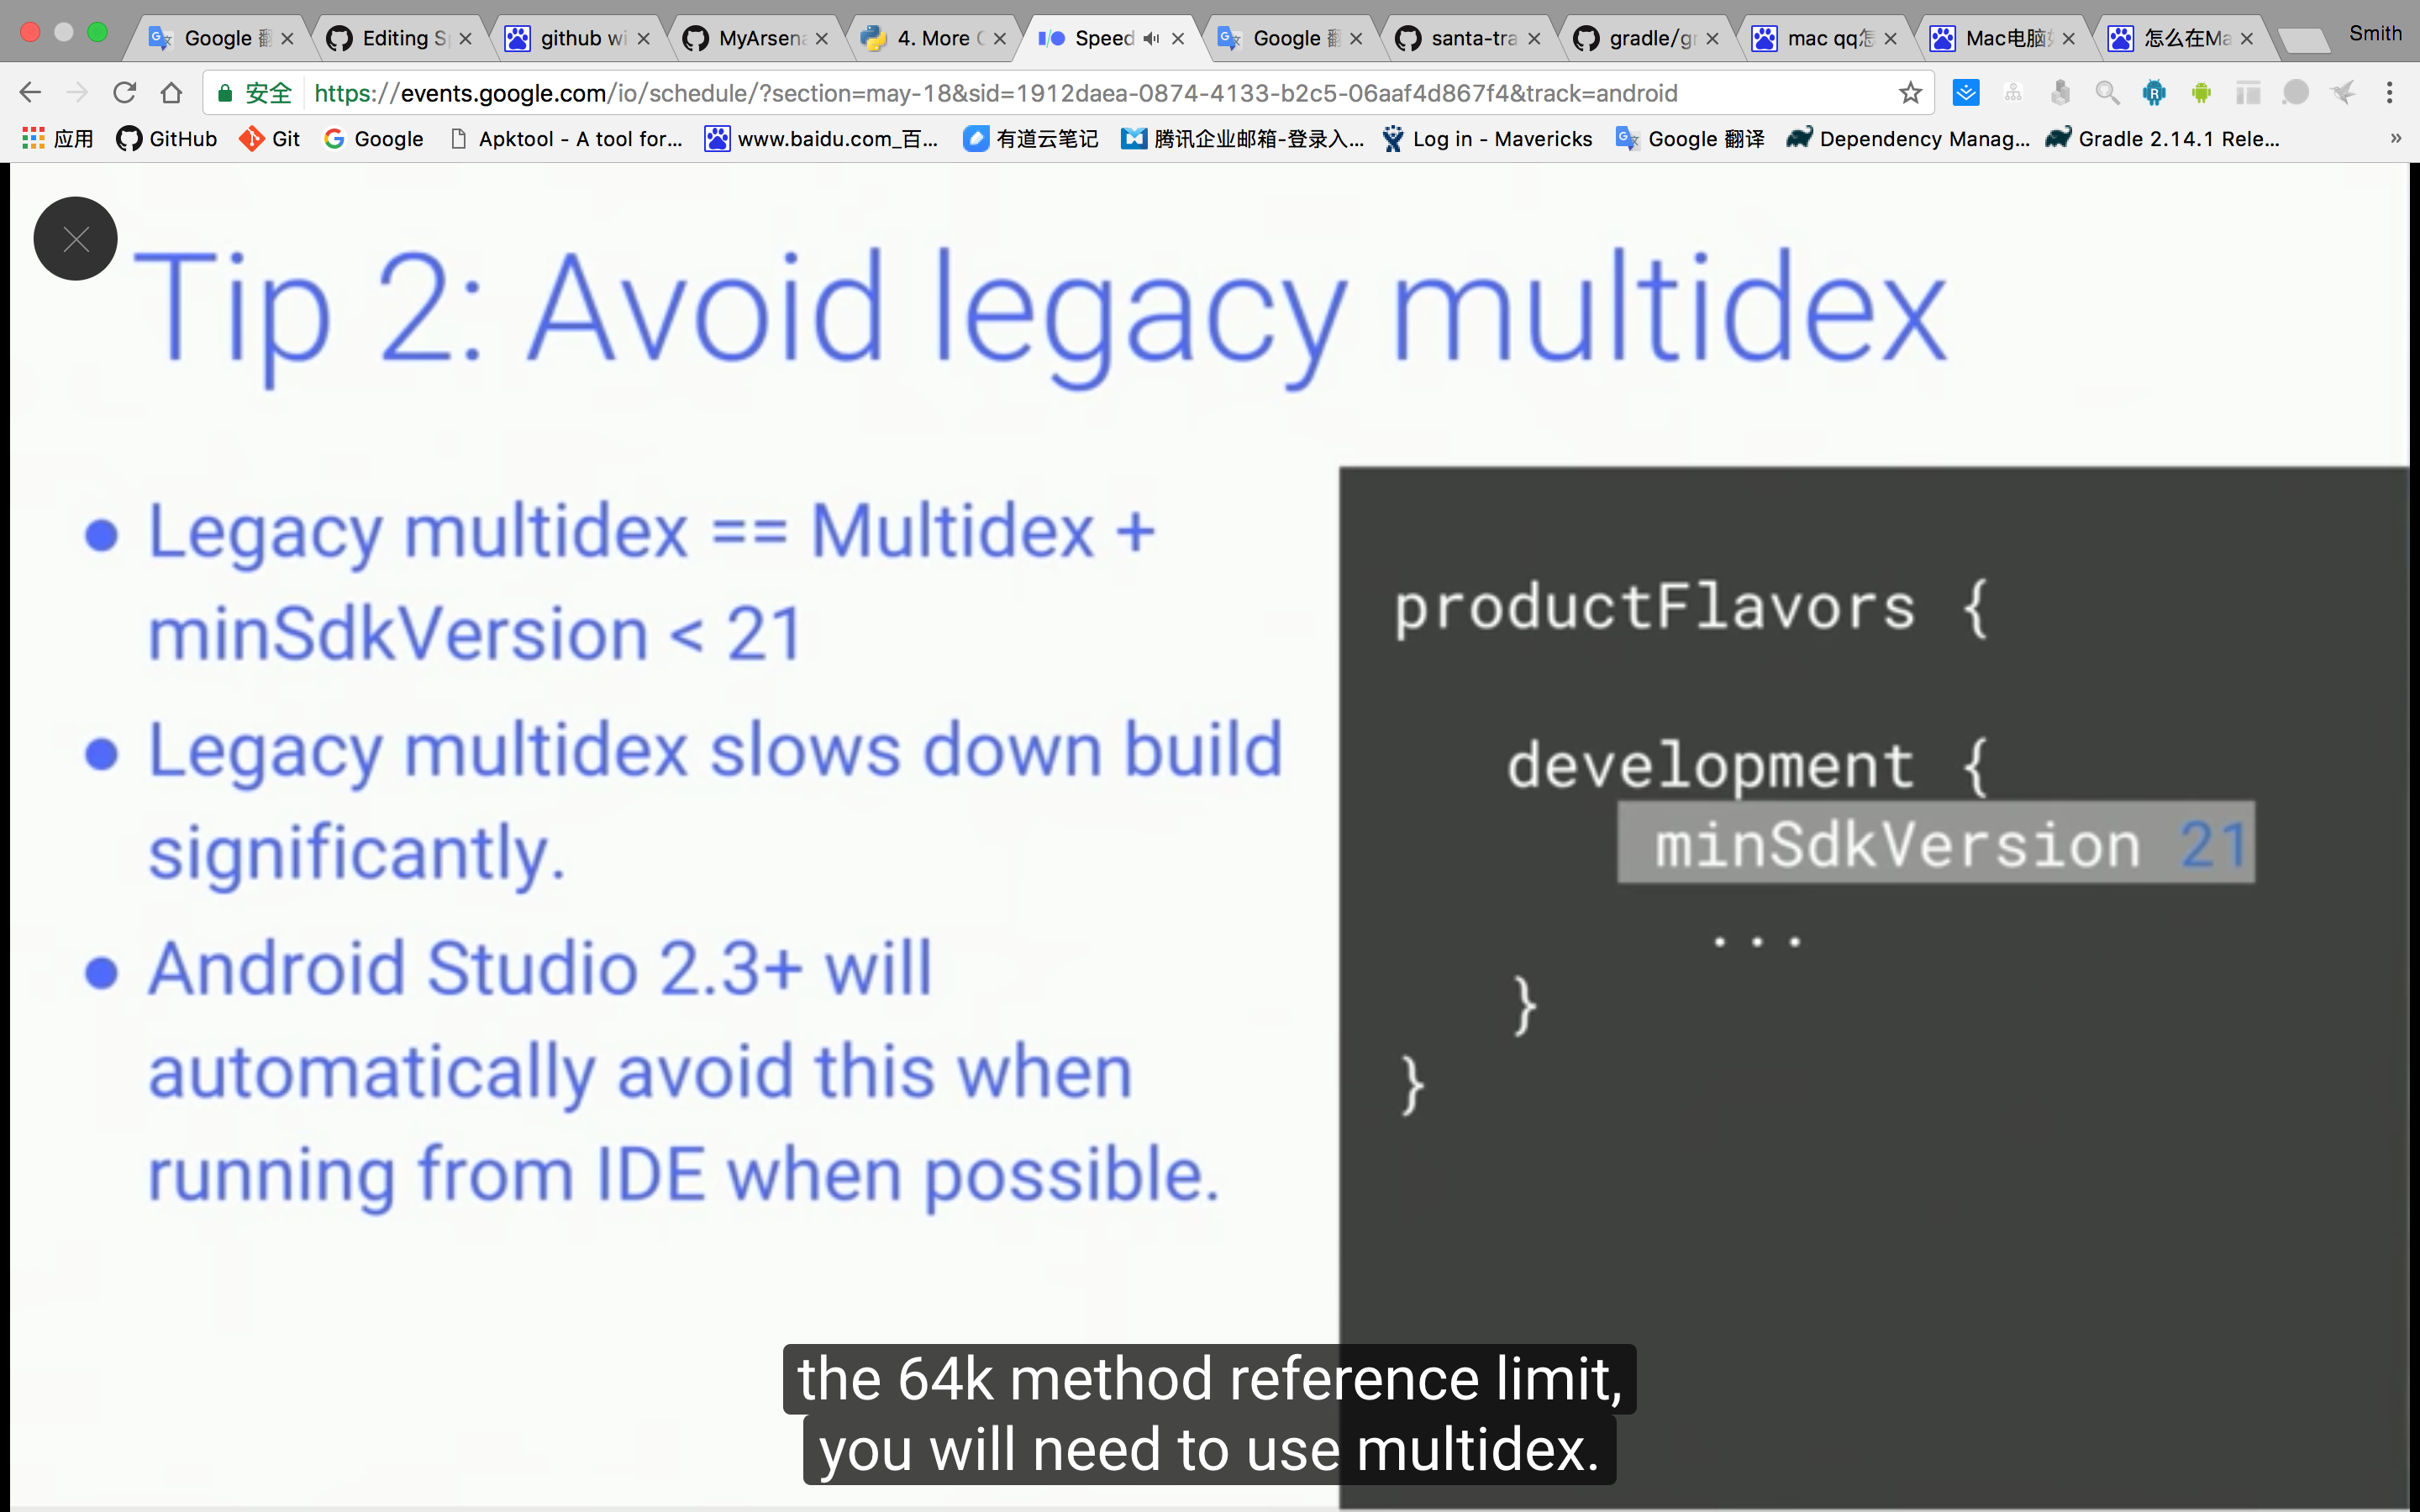 Google 翻
Editing S
github wi
MyArsena
4. More C
Speed
Google 翻
santa-tra
gradle/gr
mac qq怎
Mac电脑如
怎么在Ma
Smith
安全
https://events.google.com/io/schedule/?section=may-18&sid=1912daea-0874-4133-b2c5-06aaf4d867f4&track=android
应用
GitHub
Git
Google
Apktool - A tool for...
www.baidu.com_百...
有道云笔记
腾讯企业邮箱-登录入...
Log in - Mavericks
Google 翻译
Dependency Manag...
Gradle 2.14.1 Rele...
»
Tip 2: Avoid legacy multidex
• Legacy multidex == Multidex +
minSdkVersion < 21
• Legacy multidex slows down build
significantly.
• Android Studio 2.3+ will
automatically avoid this when
running from IDE when possible.
productFlavors {
development {
minSdkVersion 21
...
}
}
the 64k method reference limit,
you will need to use multidex.